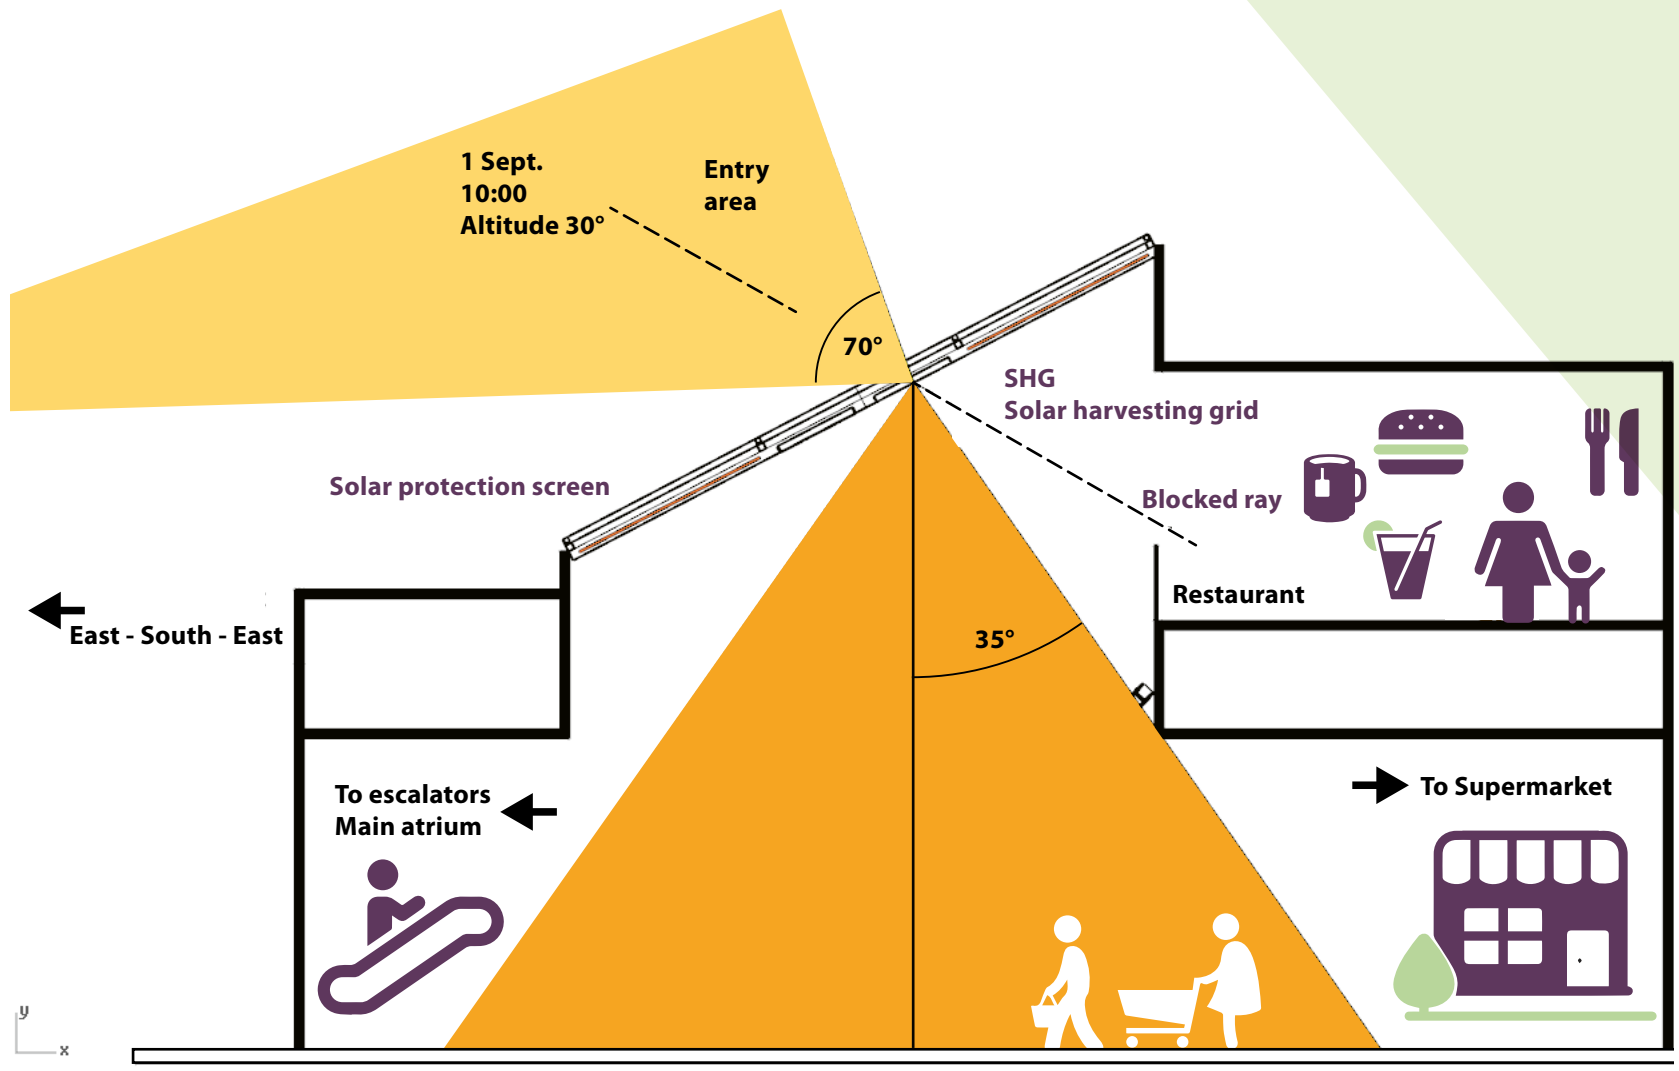 1 Sept.
10:00
Altitude 30°
Entry
area
70°
SHG
Solar harvesting grid
Solar protection screen
Blocked ray
Restaurant
East - South - East
35°
To escalators
Main atrium
To Supermarket
y
x